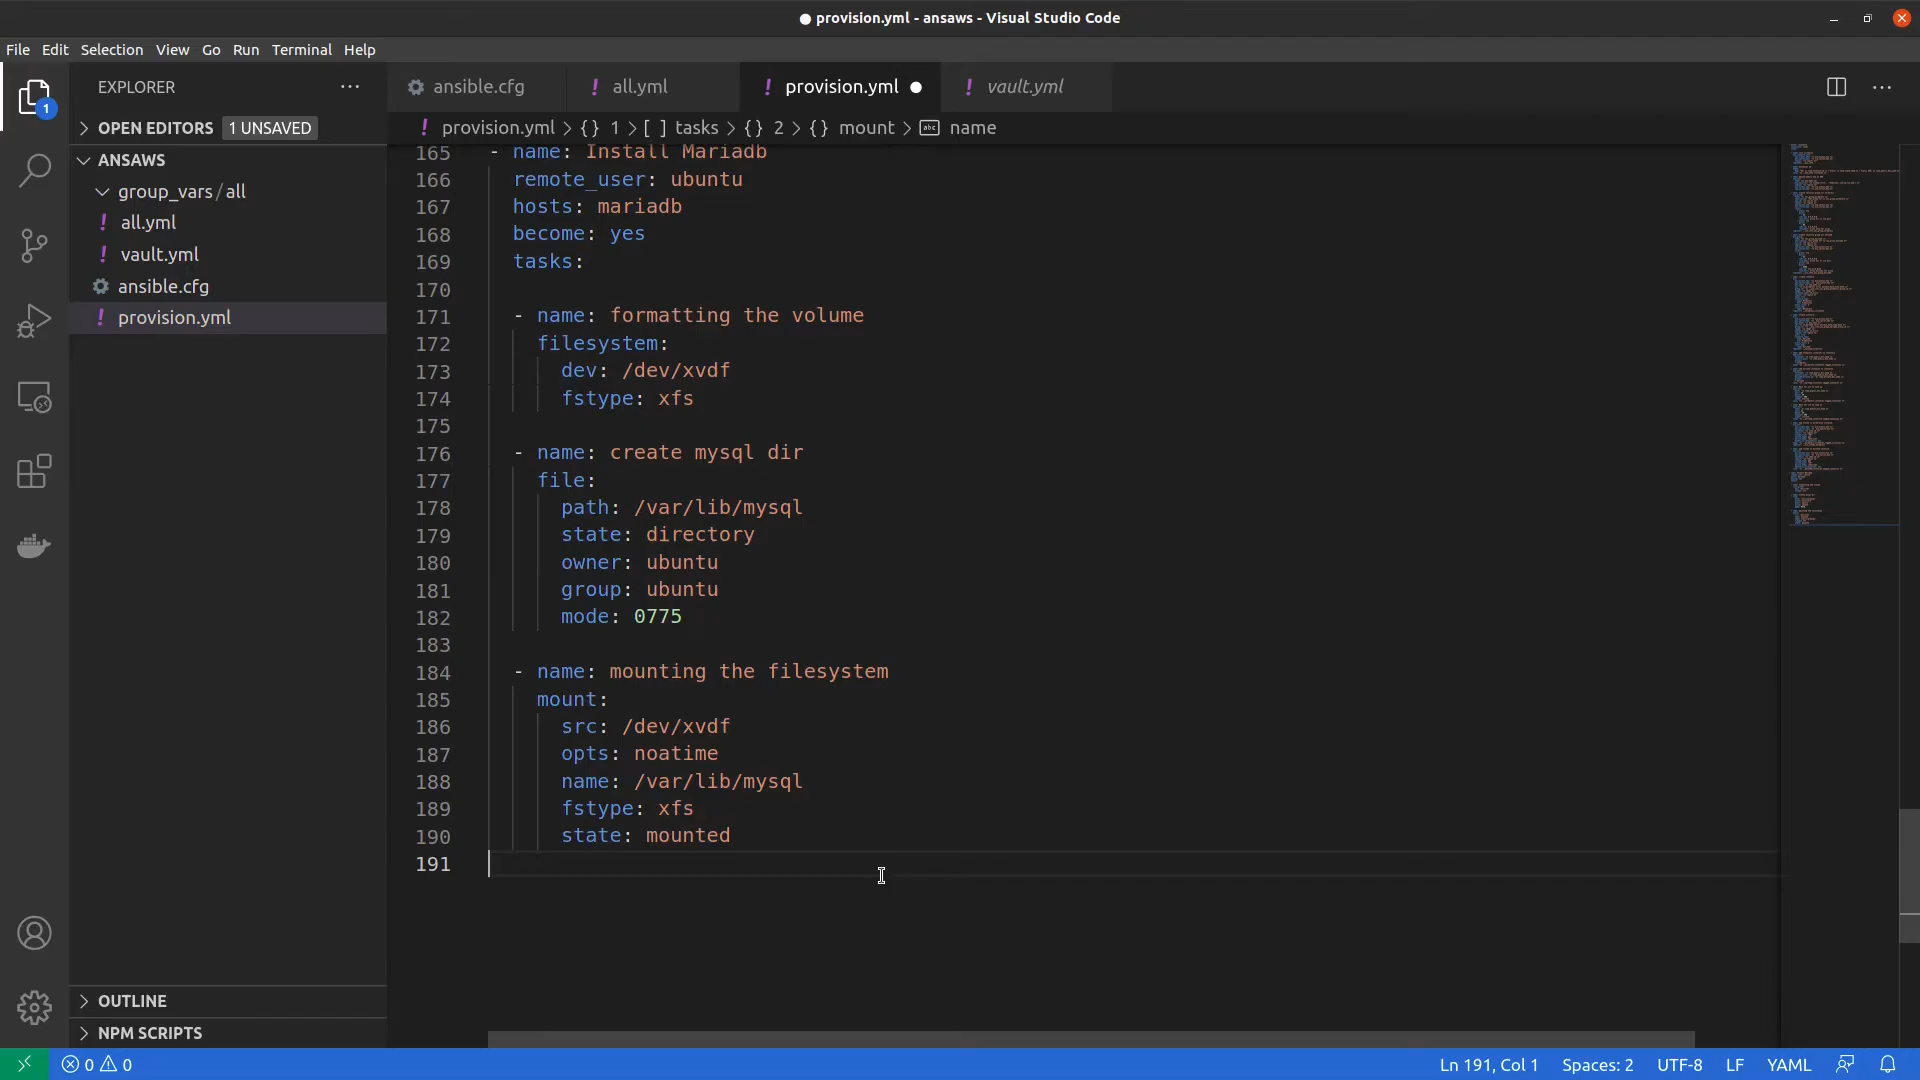 provision.yml - ansaws - Visual Studio Code
File Edit Selection View Go Run Terminal Help
EXPLORER
OPEN EDITORS 1 UNSAVED
ANSAWS
group_vars/all
all.yml
vault.yml
ansible.cfg
provision.yml
OUTLINE
NPM SCRIPTS
1
ansible.cfg ! all.yml ! provision.yml ! vault.yml
! provision.yml > {} 1 > [ ] tasks > {} 2 > {} mount > abc name
165 - name: Install Mariadb
166 remote_user: ubuntu
167 hosts: mariadb
168 become: yes
169 tasks:
170
171 - name: formatting the volume
172 filesystem:
173 dev: /dev/xvdf
174 fstype: xfs
175
176 - name: create mysql dir
177 file:
178 path: /var/lib/mysql
179 state: directory
180 owner: ubuntu
181 group: ubuntu
182 mode: 0775
183
184 - name: mounting the filesystem
185 mount:
186 src: /dev/xvdf
187 opts: noatime
188 name: /var/lib/mysql
189 fstype: xfs
190 state: mounted
191
0 0 Ln 191, Col 1 Spaces: 2 UTF-8 LF YAML